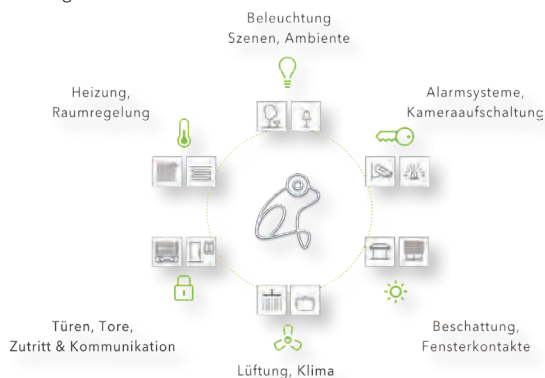 Beleuchtung
Szenen, Ambiente
Heizung,
Raumregelung
Alarmsysteme,
Kameraaufschaltung
Türen, Tore,
Zutritt & Kommunikation
Beschattung,
Fensterkontakte
Lüftung, Klima